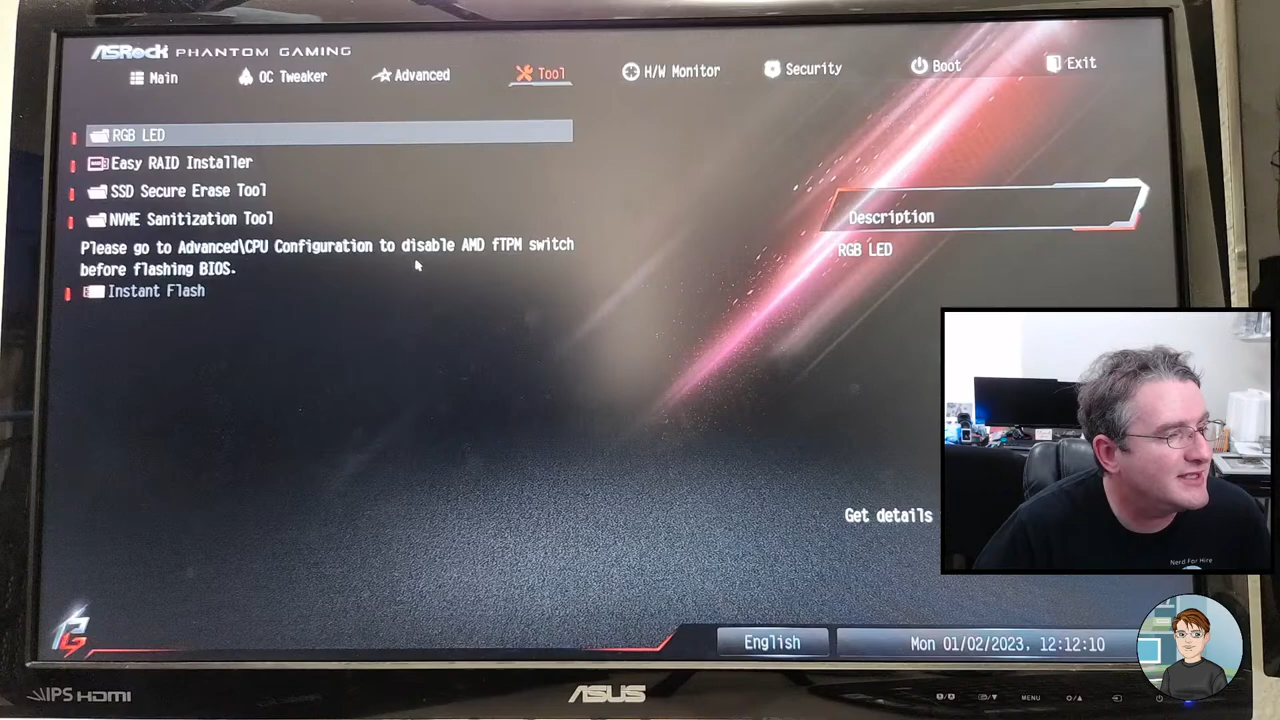 ASRock PHANTOM GAMING
Main OC Tweaker Advanced Tool H/W Monitor Security Boot Exit
RGB LED
Easy RAID Installer
SSD Secure Erase Tool
NVME Sanitization Tool
Please go to Advanced\CPU Configuration to disable AMD fTPM switch
before flashing BIOS.
Instant Flash
Description
RGB LED
Get details
Nerd For Hire
English
Mon 01/02/2023, 12:12:10
IPS HDMI
ASUS
MENU